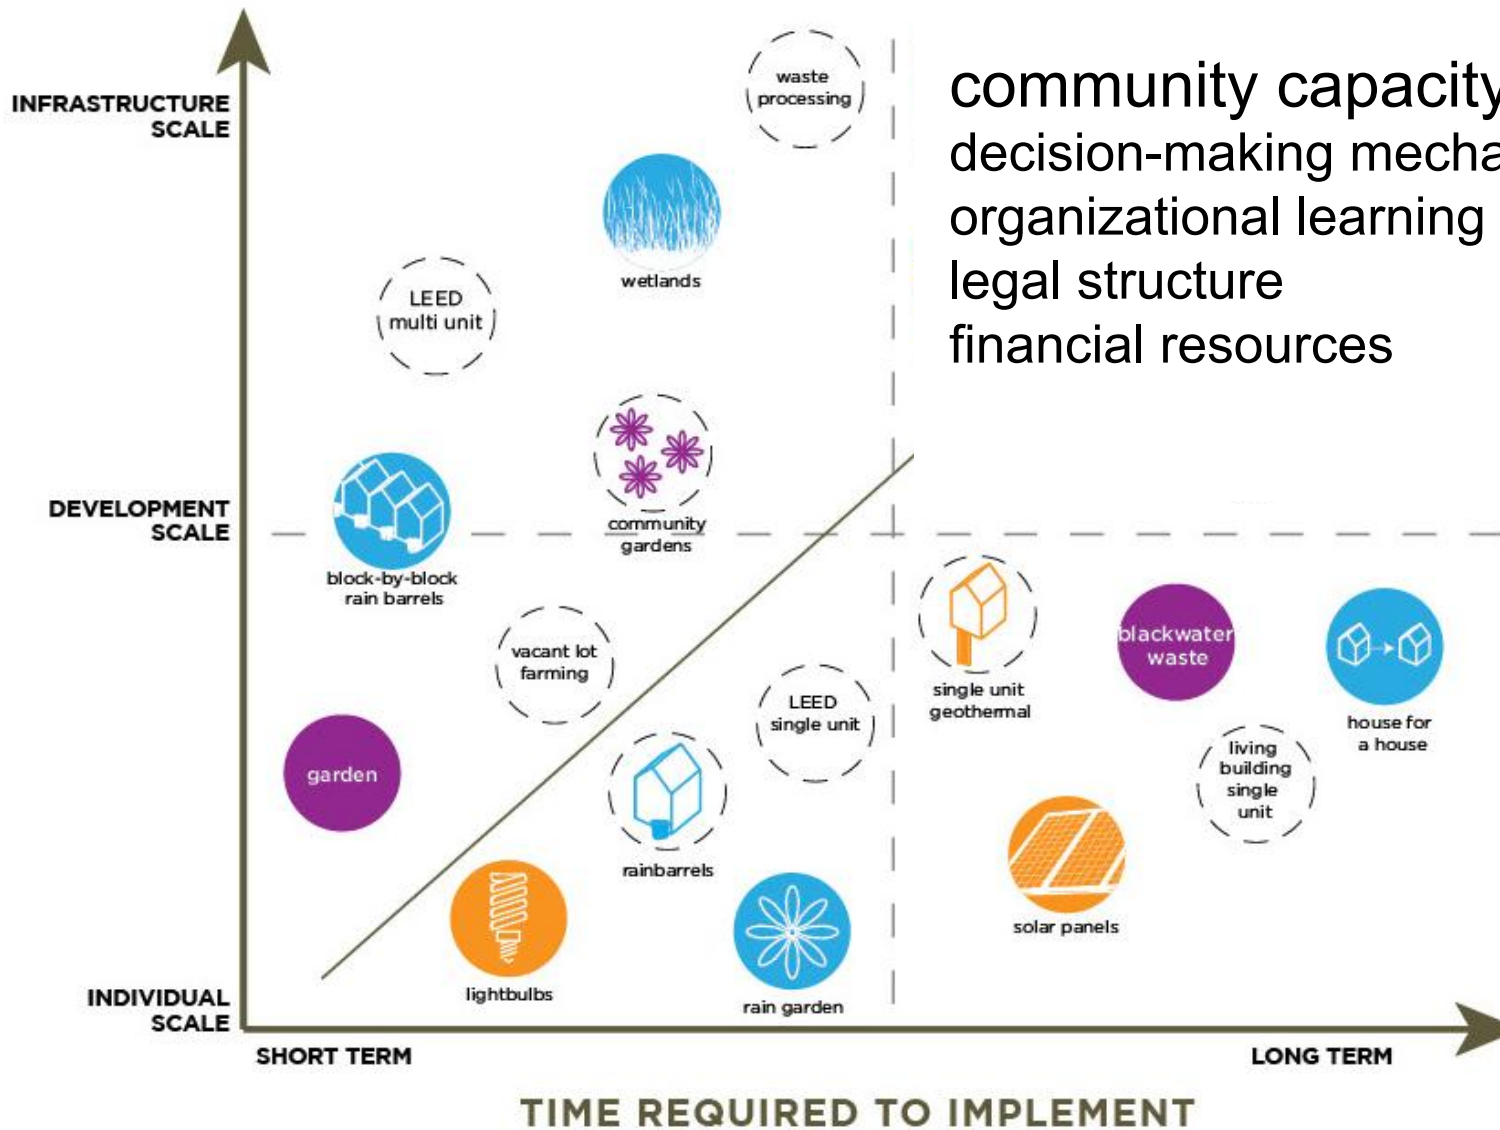 INFRASTRUCTURE
SCALE
waste
processing
community capacity
decision-making
organizational learning
legal structure
financial resources
wetlands
LEED
multi unit
DEVELOPMENT
SCALE
community
gardens
block-by-block
rain barrels
vacant lot
farming
LEED
single unit
single unit
geothermal
blackwater
waste
house for
a house
living
building
single
unit
garden
rainbarrels
solar panels
lightbulbs
rain garden
INDIVIDUAL
SCALE
SHORT TERM
LONG TERM
TIME REQUIRED TO IMPLEMENT